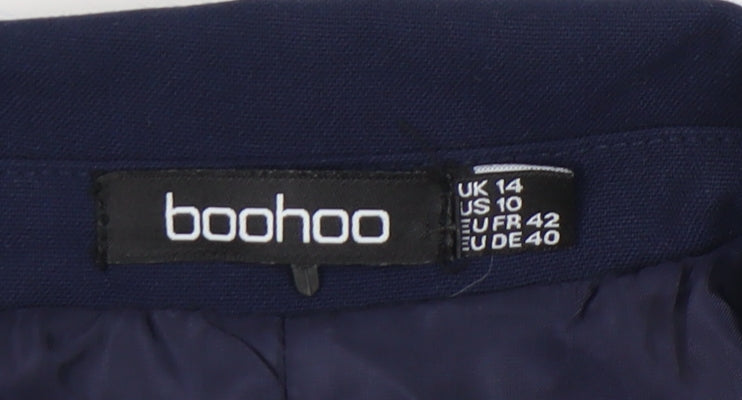 boohoo
UK 14
US 10
EU FR 42
EU DE 40